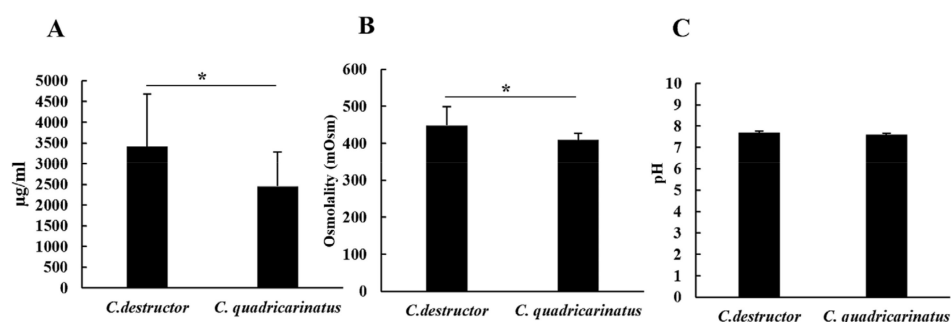 A
*
5000
4500
4000
3500
3000
2500
2000
1500
1000
500
0
µg/ml
C.destructor
C. quadricarinatus
B
*
600
500
400
300
200
100
0
Osmolality (mOsm)
C.destructor
C. quadricarinatus
C
10
9
8
7
6
5
4
3
2
1
0
pH
C.destructor
C. quadricarinatus